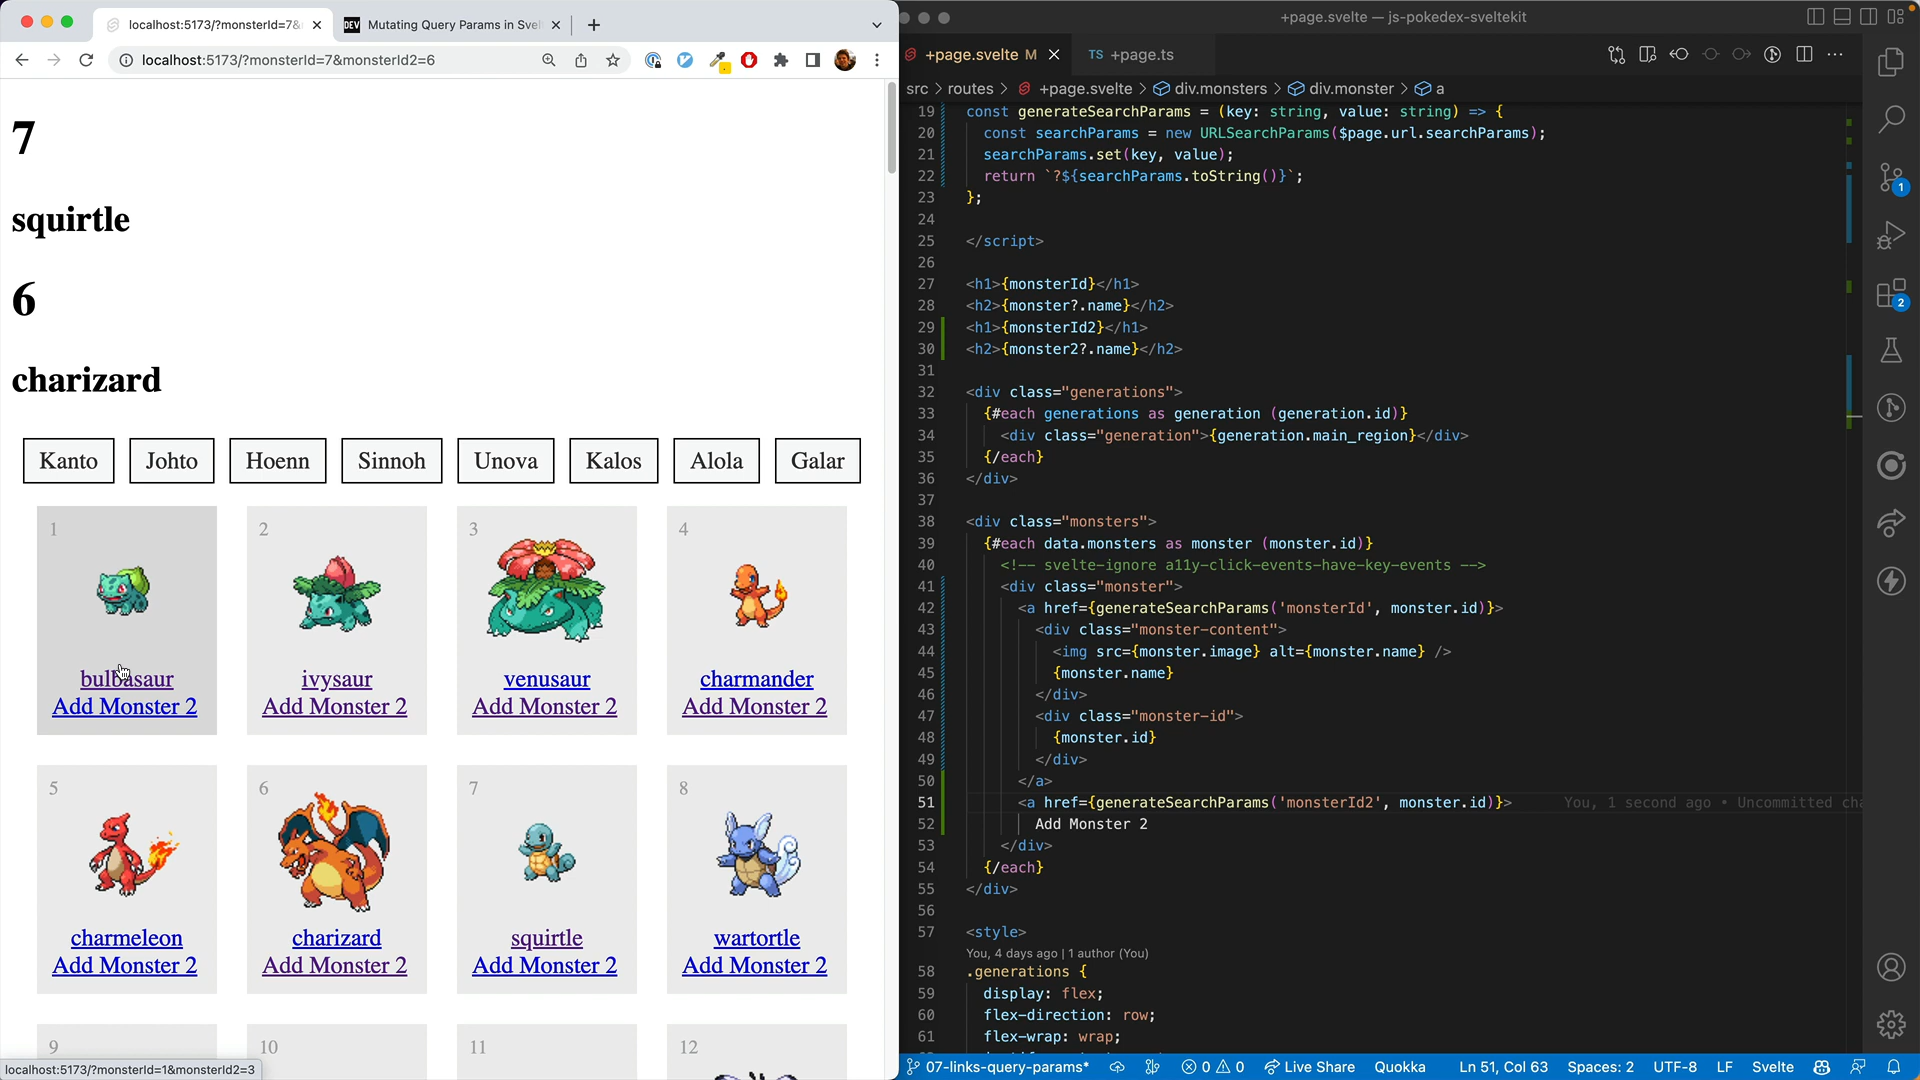 localhost:5173/?monsterId=7&
Mutating Query Params in Sve
localhost:5173/?monsterId=7&monsterId2=6
7
squirtle
6
charizard
Kanto
Johto
Hoenn
Sinnoh
Unova
Kalos
Alola
Galar
1
bulbasaur
Add Monster 2
2
ivysaur
Add Monster 2
3
venusaur
Add Monster 2
4
charmander
Add Monster 2
5
charmeleon
Add Monster 2
6
charizard
Add Monster 2
7
squirtle
Add Monster 2
8
wartortle
Add Monster 2
9
10
11
12
localhost:5173/?monsterId=1&monsterId2=3
+page.svelte — js-pokedex-sveltekit
+page.svelte M
TS +page.ts
src > routes > +page.svelte > div.monsters > div.monster > a
19 const generateSearchParams = (key: string, value: string) => {
20 const searchParams = new URLSearchParams($page.url.searchParams);
21 searchParams.set(key, value);
22 return `?${searchParams.toString()}`;
23 };
24
25 </script>
26
27 <h1>{monsterId}</h1>
28 <h2>{monster?.name}</h2>
29 <h1>{monsterId2}</h1>
30 <h2>{monster2?.name}</h2>
31
32 <div class="generations">
33 {#each generations as generation (generation.id)}
34 <div class="generation">{generation.main_region}</div>
35 {/each}
36 </div>
37
38 <div class="monsters">
39 {#each data.monsters as monster (monster.id)}
40 <!-- svelte-ignore a11y-click-events-have-key-events -->
41 <div class="monster">
42 <a href={generateSearchParams('monsterId', monster.id)}>
43 <div class="monster-content">
44 <img src={monster.image} alt={monster.name} />
45 {monster.name}
46 </div>
47 <div class="monster-id">
48 {monster.id}
49 </div>
50 </a>
51 <a href={generateSearchParams('monsterId2', monster.id)}> You, 1 second ago • Uncommitted cha
52 Add Monster 2
53 </div>
54 {/each}
55 </div>
56
57 <style>
You, 4 days ago | 1 author (You)
58 .generations {
59 display: flex;
60 flex-direction: row;
61 flex-wrap: wrap;
1
2
07-links-query-params*
0 0
Live Share
Quokka
Ln 51, Col 63
Spaces: 2
UTF-8
LF
Svelte